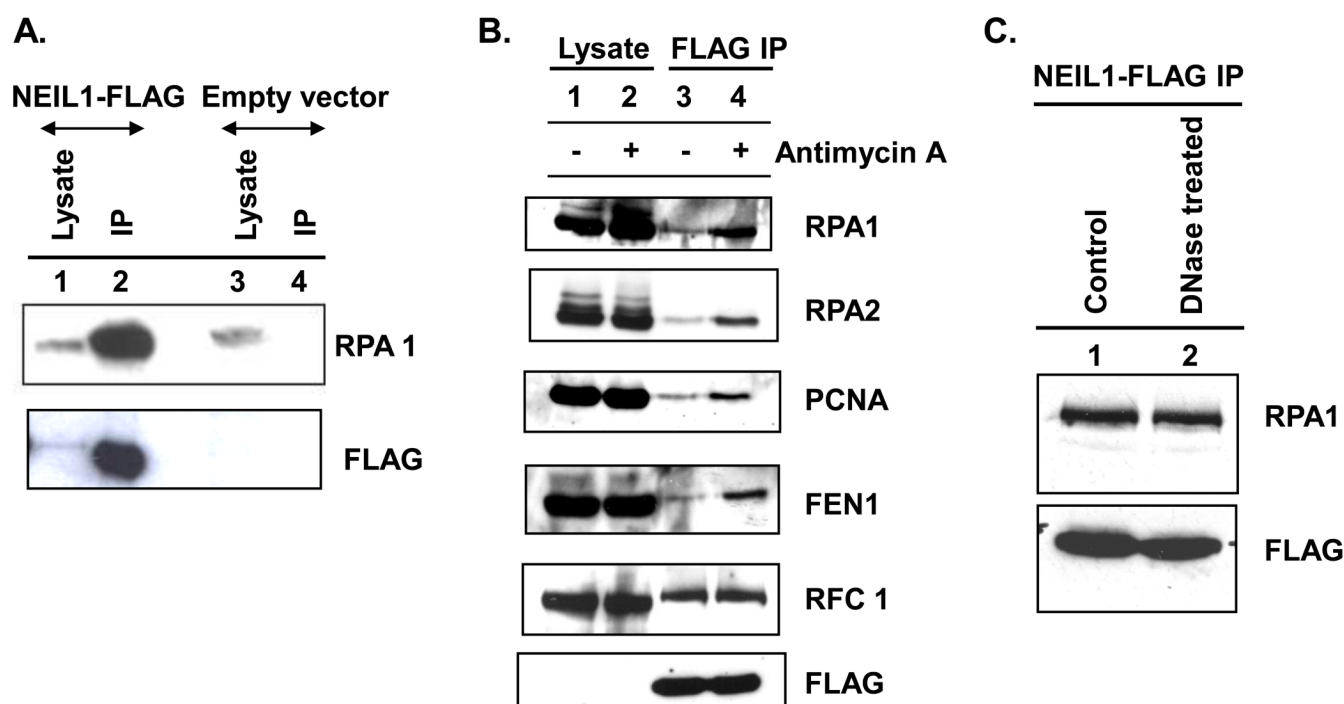 A.
NEIL1-FLAG Empty vector
Lysate IP Lysate IP
1 2 3 4
RPA 1
FLAG
B.
Lysate FLAG IP
1 2 3 4
- + - + Antimycin A
RPA1
RPA2
PCNA
FEN1
RFC 1
FLAG
C.
NEIL1-FLAG IP
Control DNase treated
1 2
RPA1
FLAG